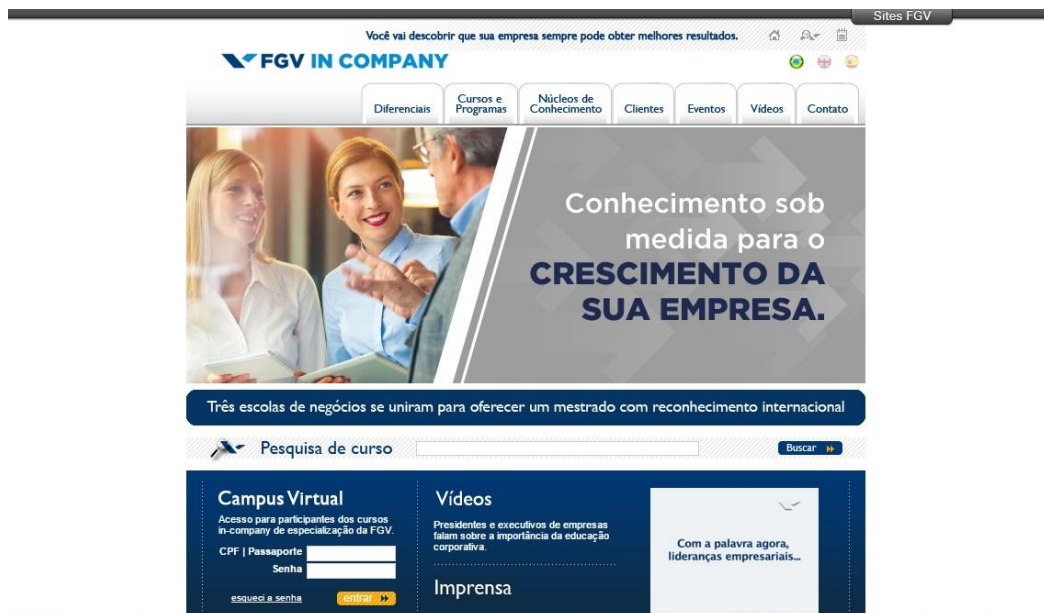 Sites FGV
Você vai descobrir que sua empresa sempre pode obter melhores resultados.
FGV IN COMPANY
Diferenciais
Cursos e
Programas
Núcleos de
Conhecimento
Clientes
Eventos
Vídeos
Contato
Conhecimento sob
medida para o
CRESCIMENTO DA
SUA EMPRESA.
Três escolas de negócios se uniram para oferecer um mestrado com reconhecimento internacional
Pesquisa de curso
Buscar
Campus Virtual
Acesso para participantes dos cursos
in-company de especialização da FGV.
CPF | Passaporte
Senha
esqueci a senha
entrar
Vídeos
Presidentes e executivos de empresas
falam sobre a importância da educação
corporativa.
Imprensa
Com a palavra agora,
lideranças empresariais...